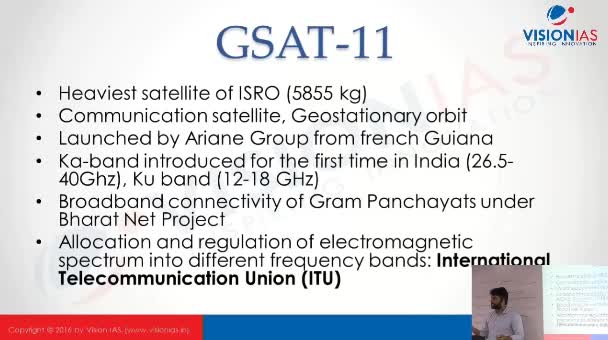 VISIONIAS
INSPIRING INNOVATION
GSAT-11
• Heaviest satellite of ISRO (5855 kg)
• Communication satellite, Geostationary orbit
• Launched by Ariane Group from french Guiana
• Ka-band introduced for the first time in India (26.5-
40Ghz), Ku band (12-18 GHz)
• Broadband connectivity of Gram Panchayats under
Bharat Net Project
• Allocation and regulation of electromagnetic
spectrum into different frequency bands: International
Telecommunication Union (ITU)
Copyright © 2016 by Vision IAS. (www.visionias.in)